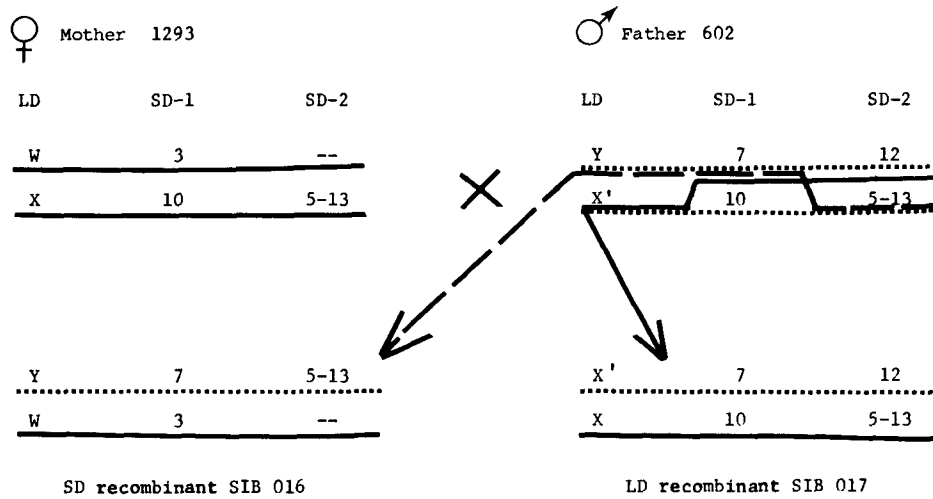 ♀ Mother 1293 ♂ Father 602
LD SD-1 SD-2 LD SD-1 SD-2
W 3 -- Y 7 12
X 10 5-13 X' 10 5-13
Y 7 5-13 X' 7 12
W 3 -- X 10 5-13
SD recombinant SIB 016 LD recombinant SIB 017